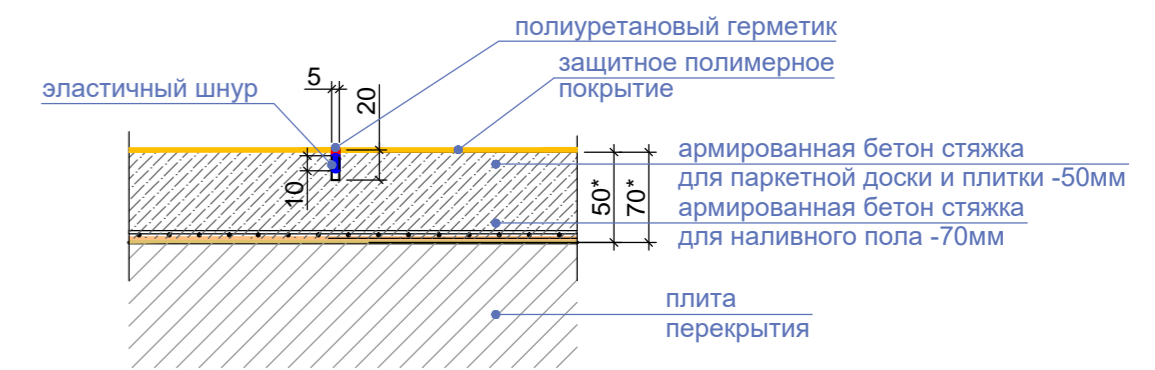 полиуретановый герметик
защитное полимерное
покрытие
эластичный шнур
5
20
10
50*
70*
армированная бетон стяжка
для паркетной доски и плитки -50мм
армированная бетон стяжка
для наливного пола -70мм
плита
перекрытия